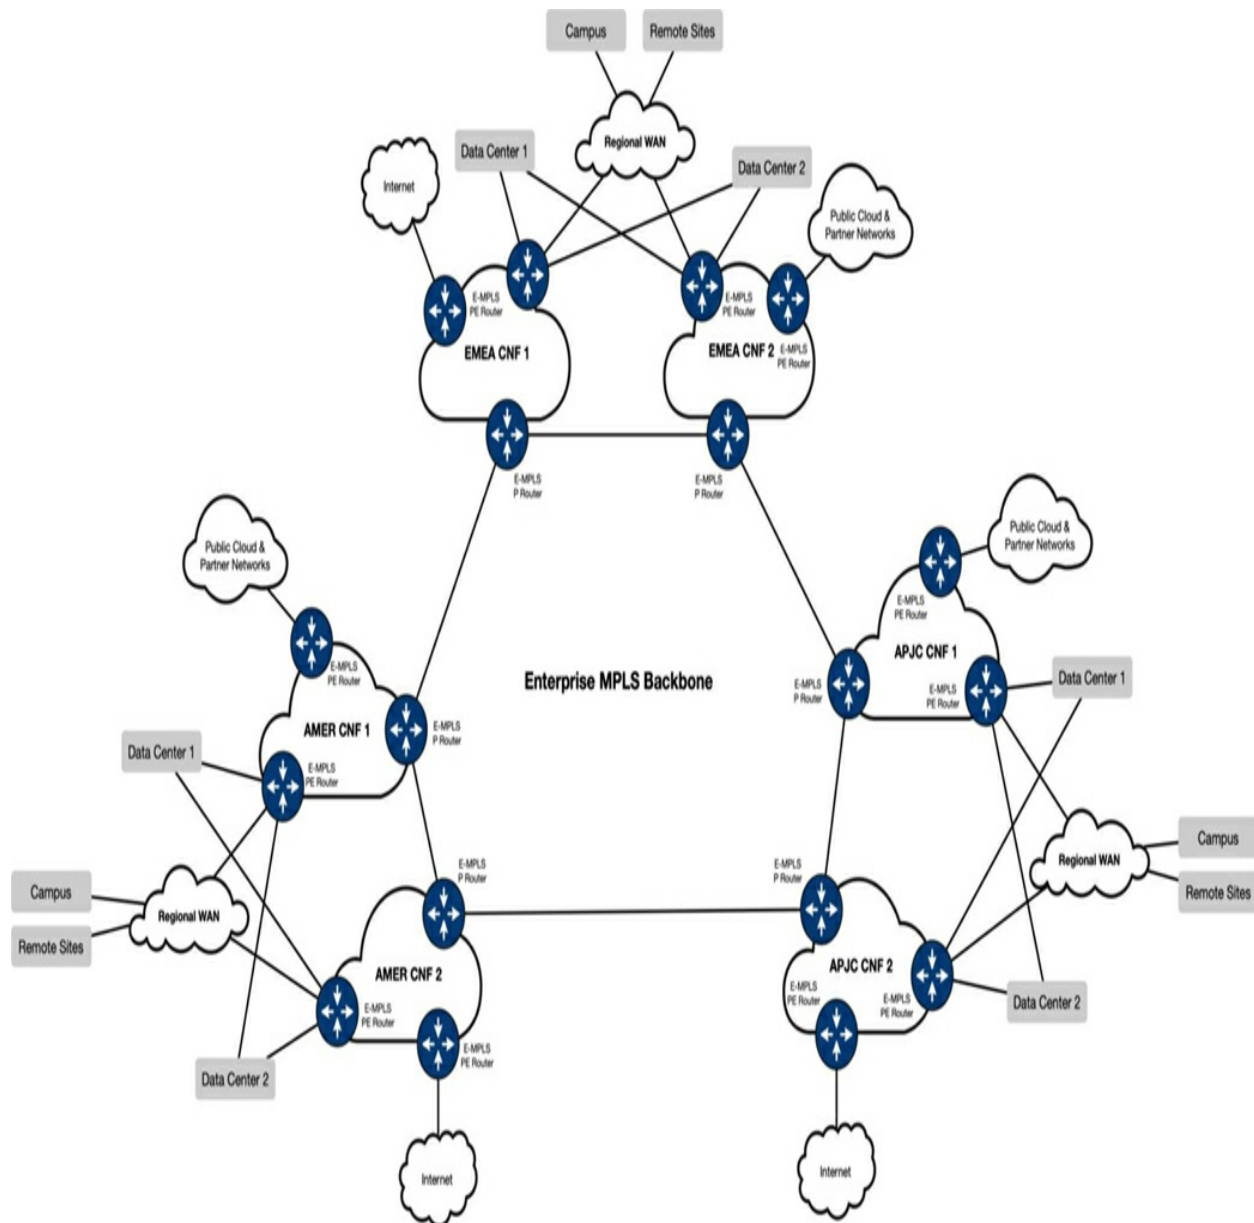 Campus
Remote Sites
Regional WAN
Data Center 1
Data Center 2
Internet
Public Cloud &
Partner Networks
E-MPLS
PE Router
EMEA CNF 1
E-MPLS
PE Router
EMEA CNF 2
E-MPLS
PE Router
E-MPLS
P Router
E-MPLS
P Router
Public Cloud &
Partner Networks
Public Cloud &
Partner Networks
E-MPLS
PE Router
E-MPLS
PE Router
APJC CNF 1
Enterprise MPLS Backbone
E-MPLS
P Router
E-MPLS
PE Router
Data Center 1
AMER CNF 1
E-MPLS
P Router
Data Center 1
E-MPLS
PE Router
Campus
Regional WAN
Remote Sites
E-MPLS
P Router
E-MPLS
P Router
Campus
Regional WAN
Remote Sites
AMER CNF 2
E-MPLS
PE Router
E-MPLS
PE Router
Data Center 2
Internet
APJC CNF 2
E-MPLS
PE Router
E-MPLS
PE Router
Data Center 2
Internet